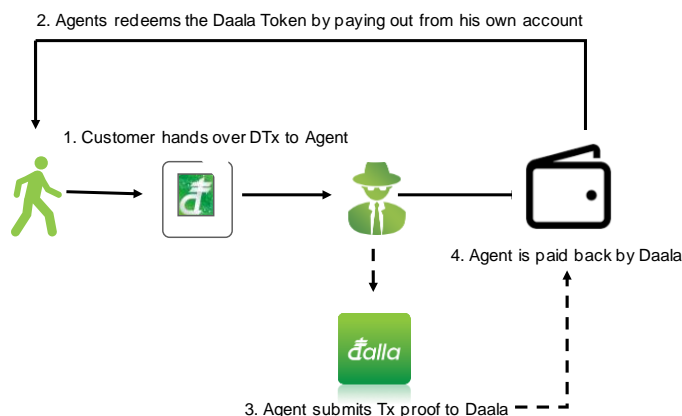 2. Agents redeems the Daala Token by paying out from his own account
1. Customer hands over DTx to Agent
4. Agent is paid back by Daala
dalla
3. Agent submits Tx proof to Daala